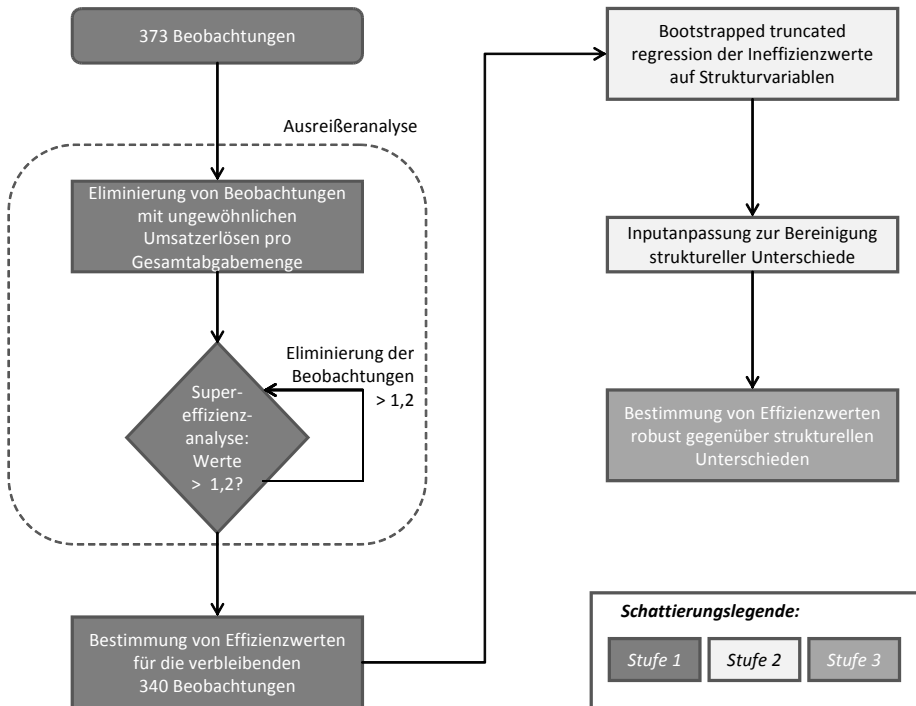 373 Beobachtungen
Ausreißeranalyse
Eliminierung von Beobachtungen
mit ungewöhnlichen
Umsatzerlösen pro
Gesamtabgabemenge
Eliminierung der
Beobachtungen
> 1,2
Super-
effizienz-
analyse:
Werte
> 1,2?
Bestimmung von Effizienzwerten
für die verbleibenden
340 Beobachtungen
Bootstrapped truncated
regression der Ineffizienzwerte
auf Strukturvariablen
Inputanpassung zur Bereinigung
struktureller Unterschiede
Bestimmung von Effizienzwerten
robust gegenüber strukturellen
Unterschieden
Schattierungslegende:
Stufe 1
Stufe 2
Stufe 3